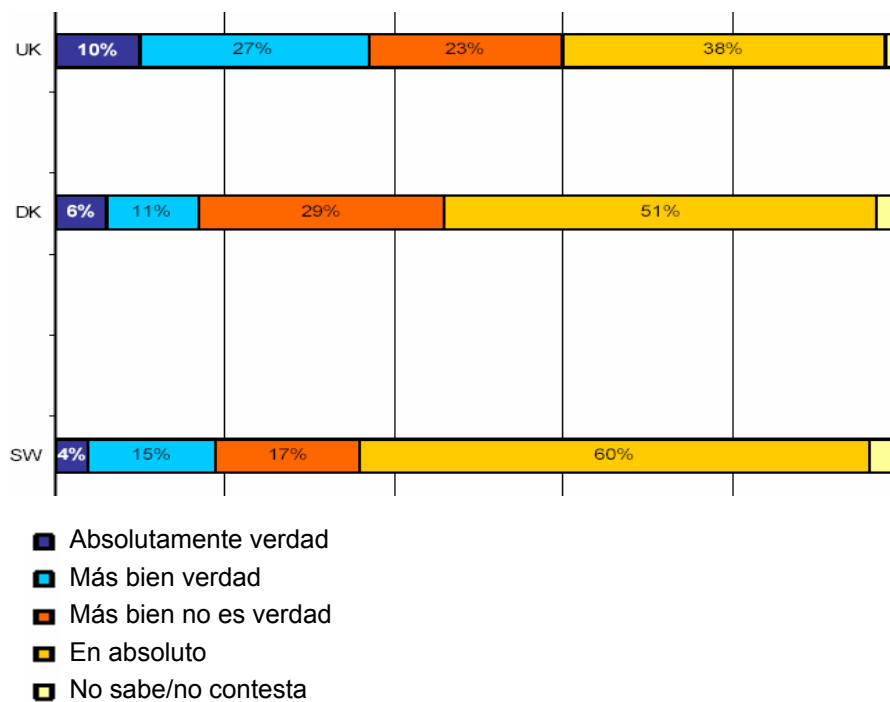 UK 10% 27% 23% 38%
DK 6% 11% 29% 51%
SW 4% 15% 17% 60%
Absolutamente verdad
Más bien verdad
Más bien no es verdad
En absoluto
No sabe/no contesta